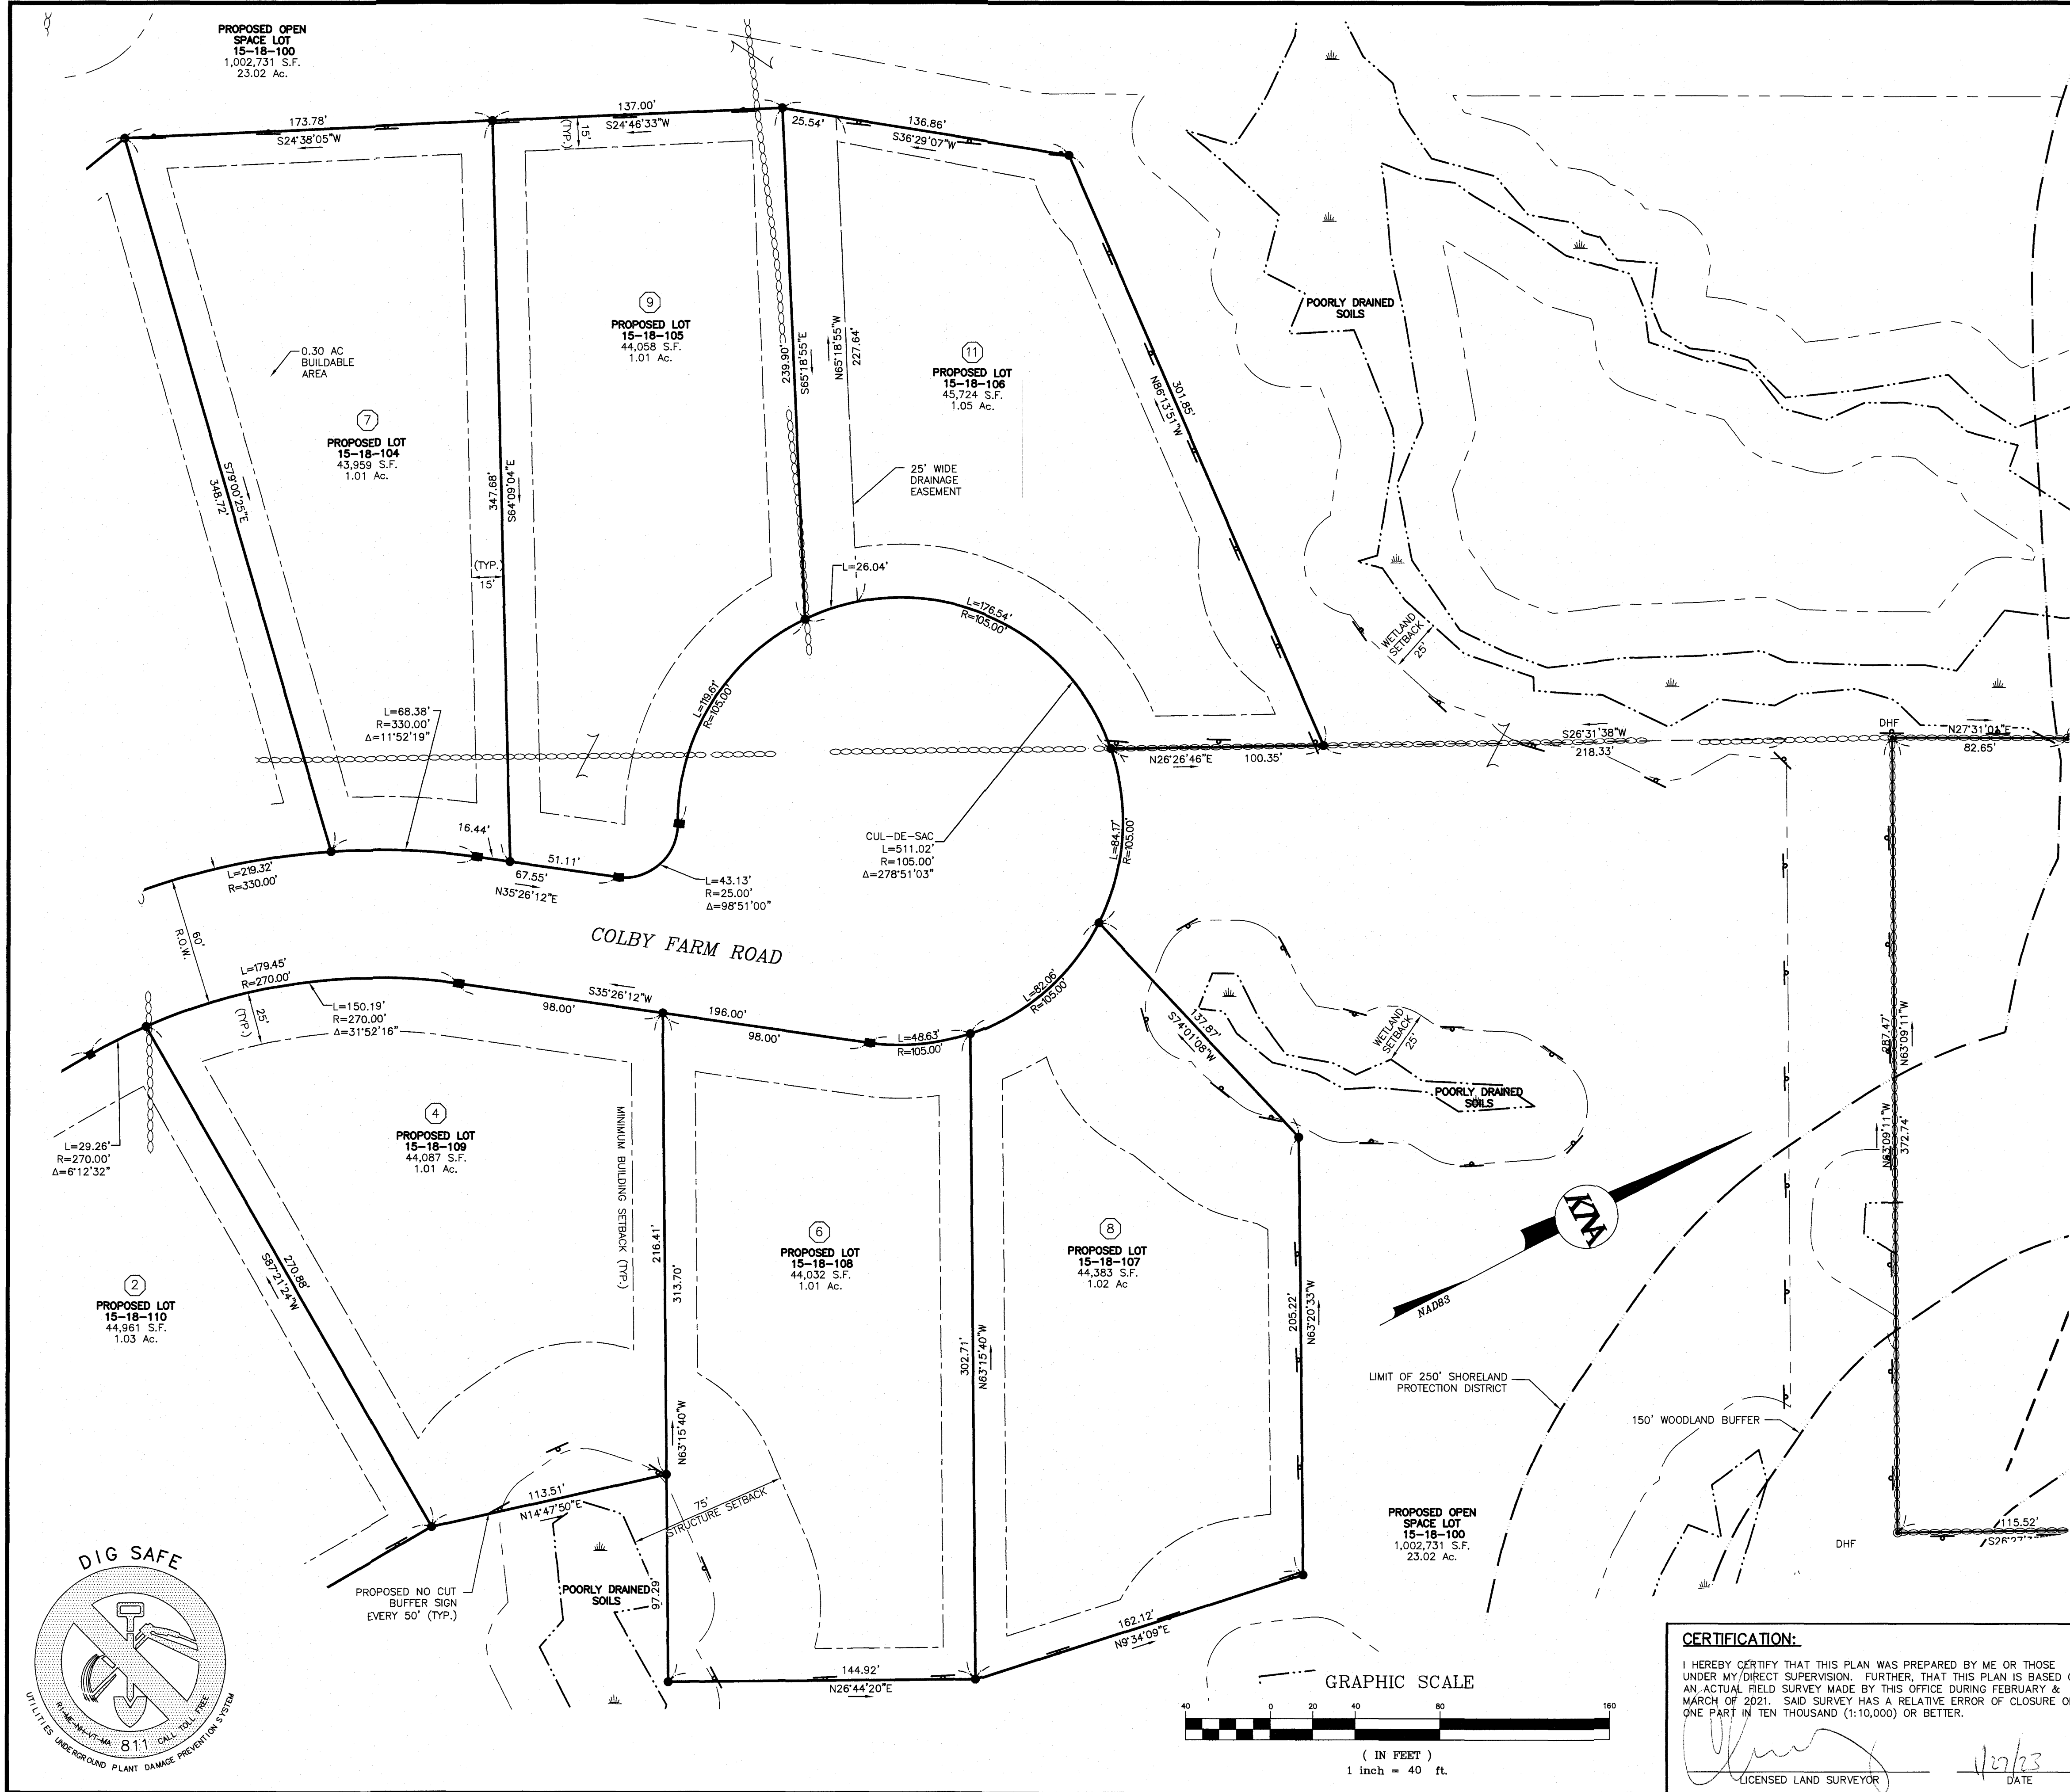 PROPOSED OPEN
SPACE LOT
15-18-100
1,002,731 S.F.
23.02 Ac.
173.78'
S24°38'05"W
137.00'
S24°46'33"W
(TYP.)
15'
25.54'
136.86'
S36°29'07"W
9
PROPOSED LOT
15-18-105
44,058 S.F.
1.01 Ac.
0.30 AC
BUILDABLE
AREA
7
PROPOSED LOT
15-18-104
43,959 S.F.
1.01 Ac.
11
PROPOSED LOT
15-18-106
45,724 S.F.
1.05 Ac.
239.90'
S65°18'55"E
N65°18'55"W
227.64'
301.85'
N86°13'51"W
POORLY DRAINED
SOILS
S79°00'25"E
348.72'
347.68'
S64°09'04"E
(TYP.)
15'
25' WIDE
DRAINAGE
EASEMENT
L=26.04'
L=176.54'
R=105.00'
L=119.61'
R=105.00'
WETLAND
SETBACK
25'
L=68.38'
R=330.00'
Δ=11°52'19"
16.44'
51.11'
67.55'
N35°26'12"E
L=219.32'
R=330.00'
L=43.13'
R=25.00'
Δ=98°51'00"
CUL-DE-SAC
L=511.02'
R=105.00'
Δ=278°51'03"
N26°26'46"E
100.35'
S26°31'38"W
218.33'
DHF
N27°31'01"E
82.65'
L=84.17'
R=105.00'
60'
R.O.W.
COLBY FARM ROAD
L=179.45'
R=270.00'
25'
(TYP.)
L=150.19'
R=270.00'
Δ=31°52'16"
S35°26'12"W
98.00'
196.00'
98.00'
L=48.63'
R=105.00'
L=82.06'
R=105.00'
137.87'
S74°01'08"W
WETLAND
SETBACK
25'
POORLY DRAINED
SOILS
287.47'
N63°09'11"W
N63°09'11"W
372.74'
L=29.26'
R=270.00'
Δ=6°12'32"
4
PROPOSED LOT
15-18-109
44,087 S.F.
1.01 Ac.
MINIMUM BUILDING SETBACK (TYP.)
216.41'
313.70'
6
PROPOSED LOT
15-18-108
44,032 S.F.
1.01 Ac.
8
PROPOSED LOT
15-18-107
44,383 S.F.
1.02 Ac
2
PROPOSED LOT
15-18-110
44,961 S.F.
1.03 Ac.
270.88'
S87°21'24"W
302.71'
N63°15'40"W
205.22'
N63°20'33"W
KNA
NAD83
LIMIT OF 250' SHORELAND
PROTECTION DISTRICT
150' WOODLAND BUFFER
N63°15'40"W
113.51'
N14°47'50"E
75'
STRUCTURE SETBACK
PROPOSED NO CUT
BUFFER SIGN
EVERY 50' (TYP.)
POORLY DRAINED
SOILS
97.29'
144.92'
N26°44'20"E
162.12'
N9°34'09"E
PROPOSED OPEN
SPACE LOT
15-18-100
1,002,731 S.F.
23.02 Ac.
DHF
115.52'
DIG SAFE
RI-ME-NH-VT-MA 811 CALL TOLL FREE
UTILITIES UNDERGROUND PLANT DAMAGE PREVENTION SYSTEM
GRAPHIC SCALE
40 0 20 40 80 160
( IN FEET )
1 inch = 40 ft.
CERTIFICATION:
I HEREBY CERTIFY THAT THIS PLAN WAS PREPARED BY ME OR THOSE
UNDER MY DIRECT SUPERVISION. FURTHER, THAT THIS PLAN IS BASED
AN ACTUAL FIELD SURVEY MADE BY THIS OFFICE DURING FEBRUARY &
MARCH OF 2021. SAID SURVEY HAS A RELATIVE ERROR OF CLOSURE
ONE PART IN TEN THOUSAND (1:10,000) OR BETTER.
1/27/23
LICENSED LAND SURVEYOR
DATE